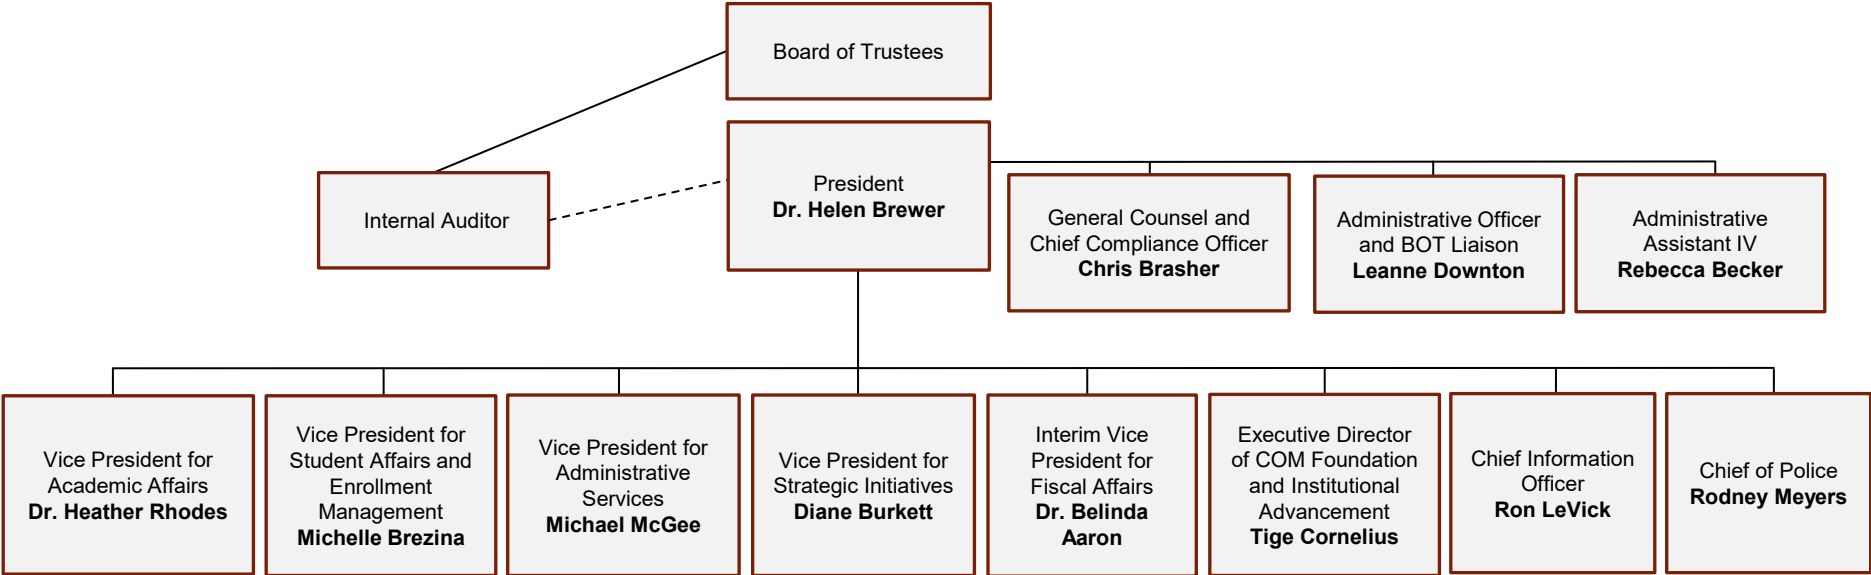 Board of Trustees
Internal Auditor
President
Dr. Helen Brewer
General Counsel and
Chief Compliance Officer
Chris Brasher
Administrative Officer
and BOT Liaison
Leanne Downton
Administrative
Assistant IV
Rebecca Becker
Vice President for
Academic Affairs
Dr. Heather Rhodes
Vice President for
Student Affairs and
Enrollment
Management
Michelle Brezina
Vice President for
Administrative
Services
Michael McGee
Vice President for
Strategic Initiatives
Diane Burkett
Interim Vice
President for
Fiscal Affairs
Dr. Belinda
Aaron
Executive Director
of COM Foundation
and Institutional
Advancement
Tige Cornelius
Chief Information
Officer
Ron LeVick
Chief of Police
Rodney Meyers